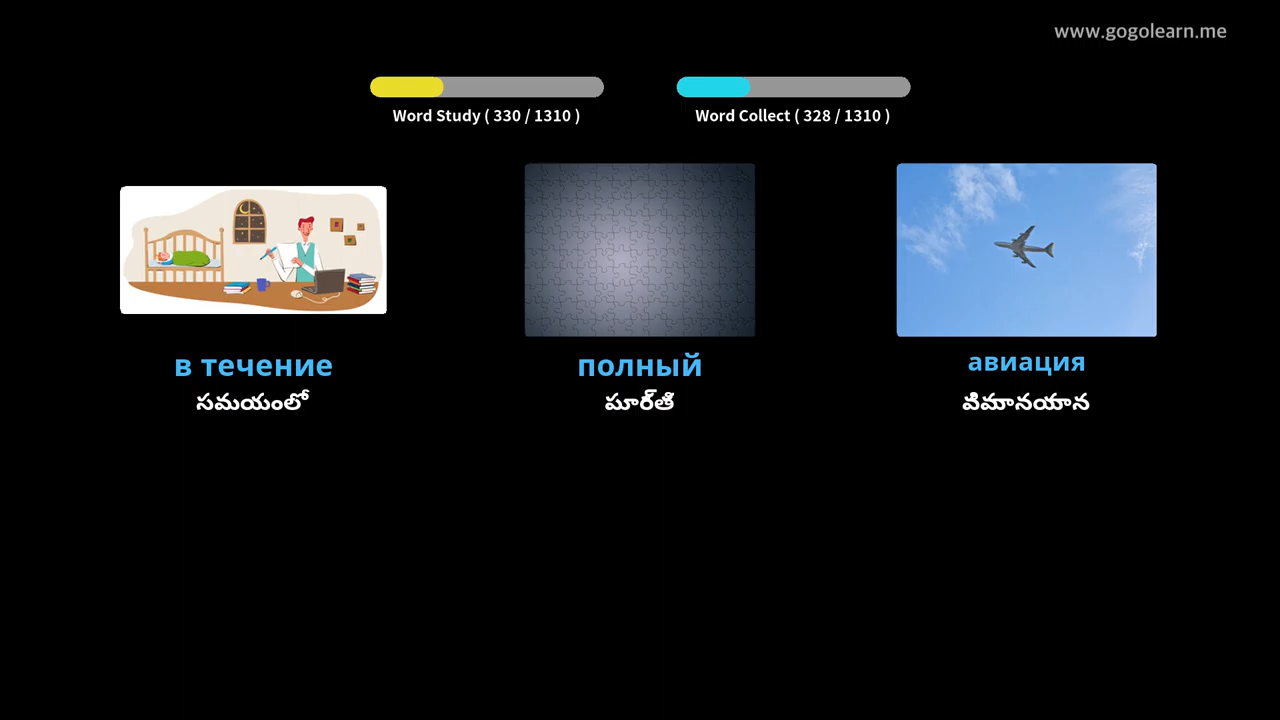 www.gogolearn.me
Word Study ( 330 / 1310 )
Word Collect ( 328 / 1310 )
в течение
полный
авиация
సమయంలో
పూర్తి
విమానయాన